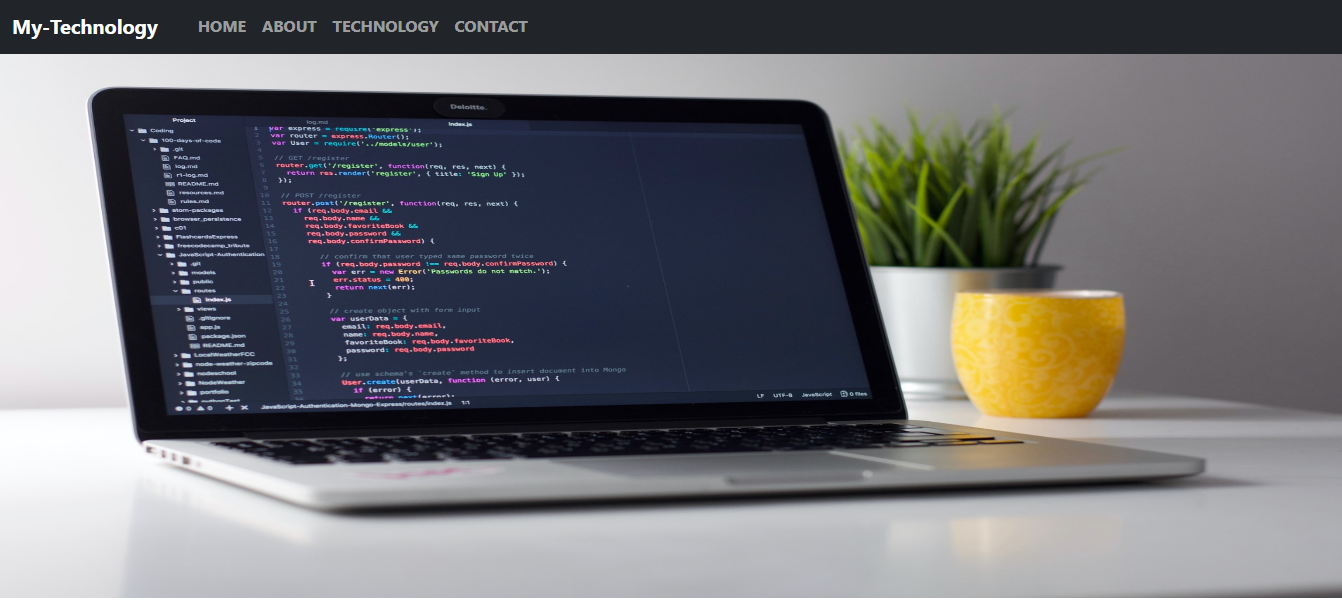 My-Technology
HOME ABOUT TECHNOLOGY CONTACT
Deloitte.
Project
log.md
index.js
Coding
100-days-of-code
.git
FAQ.md
log.md
r1-log.md
README.md
resources.md
rules.md
atom-packages
browser_persistence
c01
FlashcardsExpress
freecodecamp_tribute
JavaScript-Authentication
.git
models
public
routes
index.js
views
.gitignore
app.js
package.json
README.md
LocalWeatherFCC
node-weather-zipcode
nodeschool
NodeWeather
portfolio
pythonTest
1 var express = require('express');
2 var router = express.Router();
3 var User = require('../models/user');
4
5 // GET /register
6 router.get('/register', function(req, res, next) {
7 return res.render('register', { title: 'Sign Up' });
8 });
9
10 // POST /register
11 router.post('/register', function(req, res, next) {
12 if (req.body.email &&
13 req.body.name &&
14 req.body.favoriteBook &&
15 req.body.password &&
16 req.body.confirmPassword) {
17
18 // confirm that user typed same password twice
19 if (req.body.password !== req.body.confirmPassword) {
20 var err = new Error('Passwords do not match.');
21 err.status = 400;
22 return next(err);
23 }
24
25 // create object with form input
26 var userData = {
27 email: req.body.email,
28 name: req.body.name,
29 favoriteBook: req.body.favoriteBook,
30 password: req.body.password
31 };
32
33 // use schema's `create` method to insert document into Mongo
34 User.create(userData, function (error, user) {
35 if (error) {
return next(error);
0 0 JavaScript-Authentication-Mongo-Express/routes/index.js 1:1
LF UTF-8 JavaScript 0 files